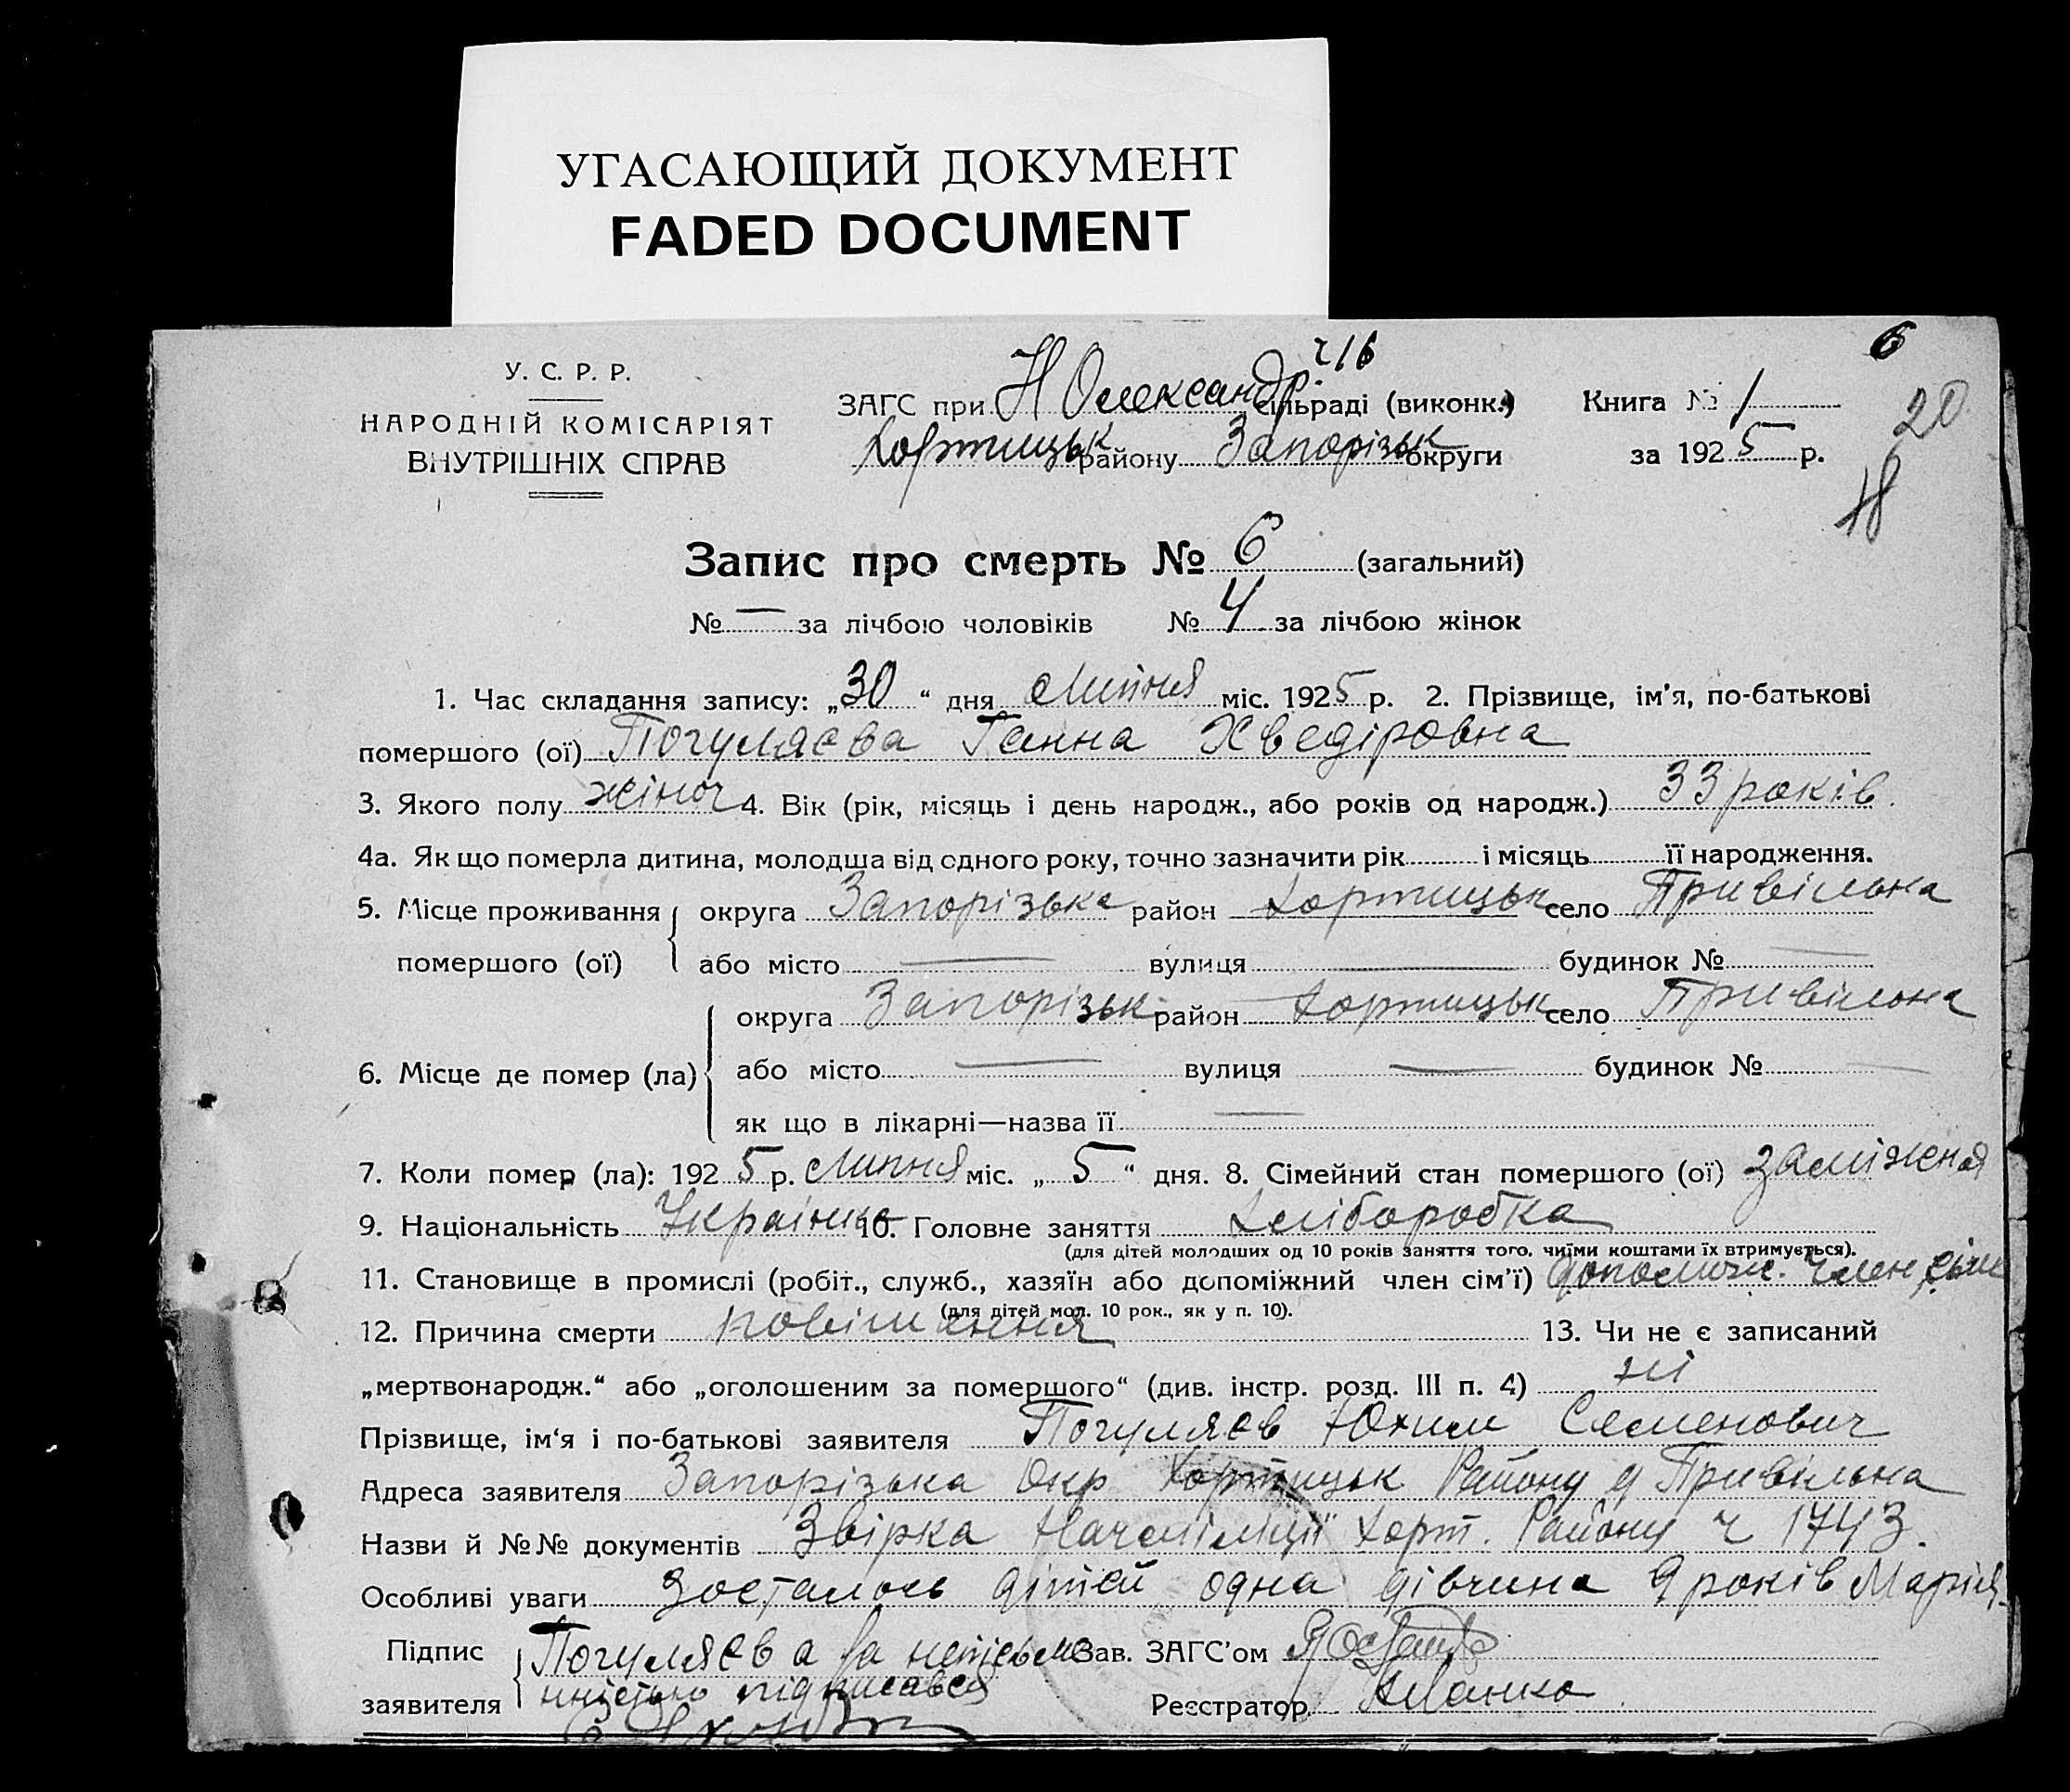 УГАСАЮЩИЙ ДОКУМЕНТ
FADED DOCUMENT
6
У. С. Р. Р.
НАРОДНІЙ КОМІСАРІЯТ
ВНУТРІШНІХ СПРАВ
ч 16
ЗАГС при Н Олександр. сільраді (виконк.)
Хортицьк району Запорізьк округи
Книга № 1
за 1925 р.
20
18
Запис про смерть № 6 (загальний)
№ — за лічбою чоловіків № 4 за лічбою жінок
1. Час складання запису: „30“ дня Липня міс. 1925 р. 2. Прізвище, ім'я, по-батькові
помершого (ої) Погуляєва Ганна Хведіровна
3. Якого полу жіноч 4. Вік (рік, місяць і день народж., або років од народж.) 33 років.
4а. Як що померла дитина, молодша від одного року, точно зазначити рік і місяць її народження.
5. Місце проживання округа Запорізька район Хортицьк село Привільна
помершого (ої) або місто — вулиця — будинок № —
округа Запорізьк район Хортицьк село Привільна
6. Місце де помер (ла) або місто — вулиця — будинок № —
як що в лікарні—назва її —
7. Коли помер (ла): 1925 р. Липня міс. „5“ дня. 8. Сімейний стан помершого (ої) заміжня
9. Національність Українка 10. Головне заняття Хліборобка
(для дітей молодших од 10 років заняття того, чиїми коштами їх втримується).
11. Становище в промислі (робіт., служб., хазяїн або допоміжний член сім'ї) допоміжн. член сім'ї
(для дітей мол. 10 рок., як у п. 10).
12. Причина смерти повішення 13. Чи не є записаний
„мертвонародж.“ або „оголошеним за помершого“ (див. інстр. розд. III п. 4) ні
Прізвище, ім'я і по-батькові заявителя Погуляєв Юхим Семенович
Адреса заявителя Запорізька Окр Хортицьк Району д Привільна
Назви й №№ документів Звірка Начміліції Хорт. Району ч 1743.
Особливі уваги Зосталось дітей одна дівчина 9 років Марія
Підпис Погуляєв а за неписьме Зав. ЗАГС'ом
заявителя нністью підписався Реєстратор